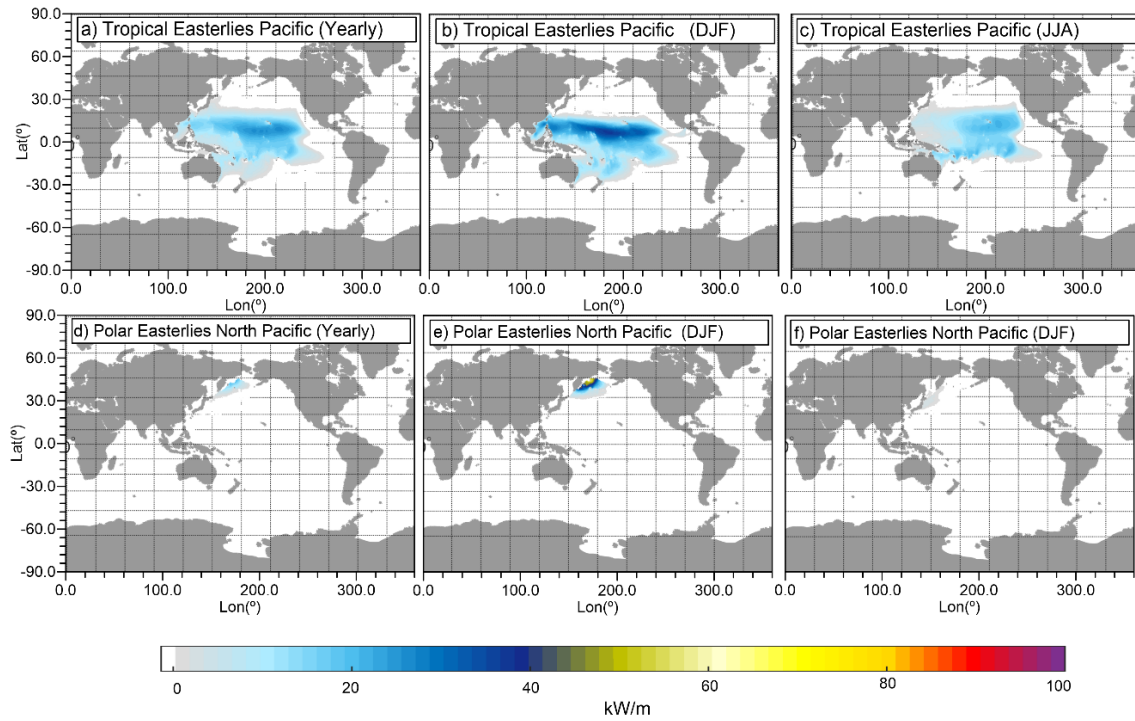 a) Tropical Easterlies Pacific (Yearly)
b) Tropical Easterlies Pacific (DJF)
c) Tropical Easterlies Pacific (JJA)
90.0
60.0
30.0
0.0
-30.0
-60.0
-90.0
Lat(º)
0.0 100.0 200.0 300.0
Lon(º)
0.0 100.0 200.0 300.0
Lon(º)
0.0 100.0 200.0 300.0
Lon(º)
d) Polar Easterlies North Pacific (Yearly)
e) Polar Easterlies North Pacific (DJF)
f) Polar Easterlies North Pacific (DJF)
90.0
60.0
30.0
0.0
-30.0
-60.0
-90.0
Lat(º)
0.0 100.0 200.0 300.0
Lon(º)
0.0 100.0 200.0 300.0
Lon(º)
0.0 100.0 200.0 300.0
Lon(º)
0 20 40 60 80 100
kW/m